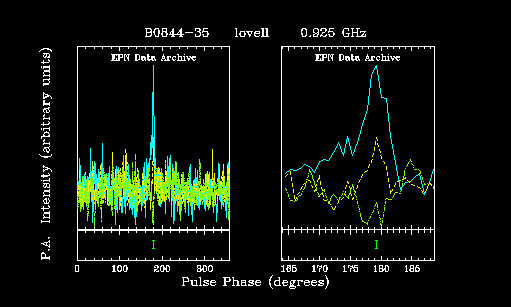 B0844-35 lovell 0.925 GHz
EPN Data Archive EPN Data Archive
P.A. Intensity (arbitrary units)
0 100 200 300 165 170 175 180 185
Pulse Phase (degrees)